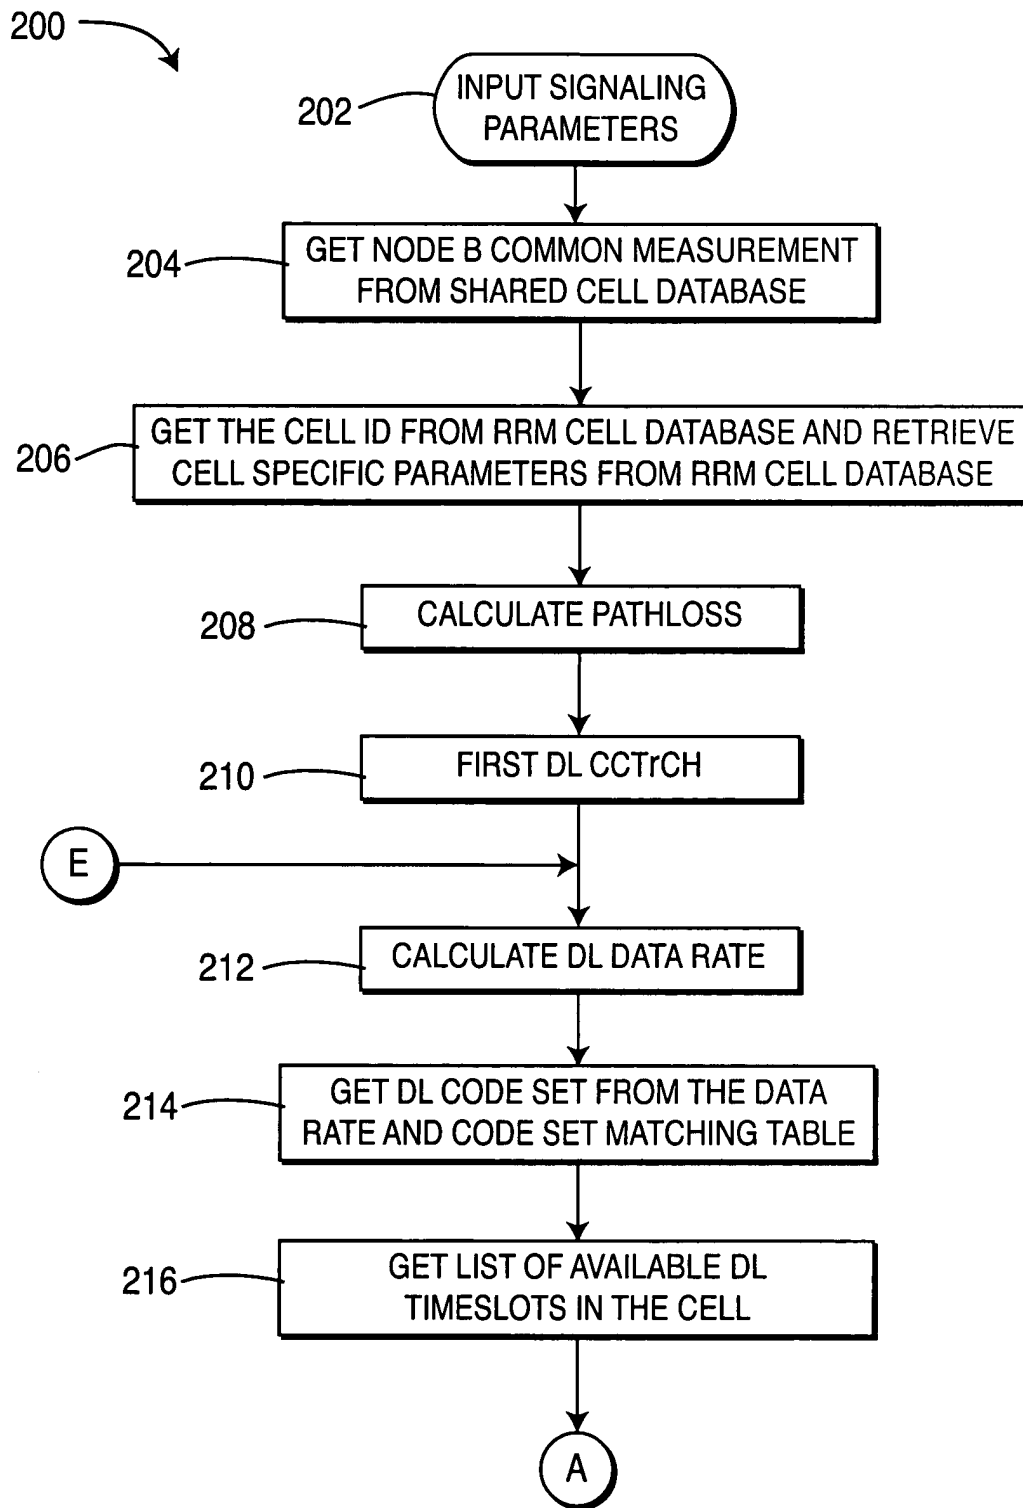 200
202
INPUT SIGNALING
PARAMETERS
204
GET NODE B COMMON MEASUREMENT
FROM SHARED CELL DATABASE
206
GET THE CELL ID FROM RRM CELL DATABASE AND RETRIEVE
CELL SPECIFIC PARAMETERS FROM RRM CELL DATABASE
208
CALCULATE PATHLOSS
210
FIRST DL CCTrCH
E
212
CALCULATE DL DATA RATE
214
GET DL CODE SET FROM THE DATA
RATE AND CODE SET MATCHING TABLE
216
GET LIST OF AVAILABLE DL
TIMESLOTS IN THE CELL
A